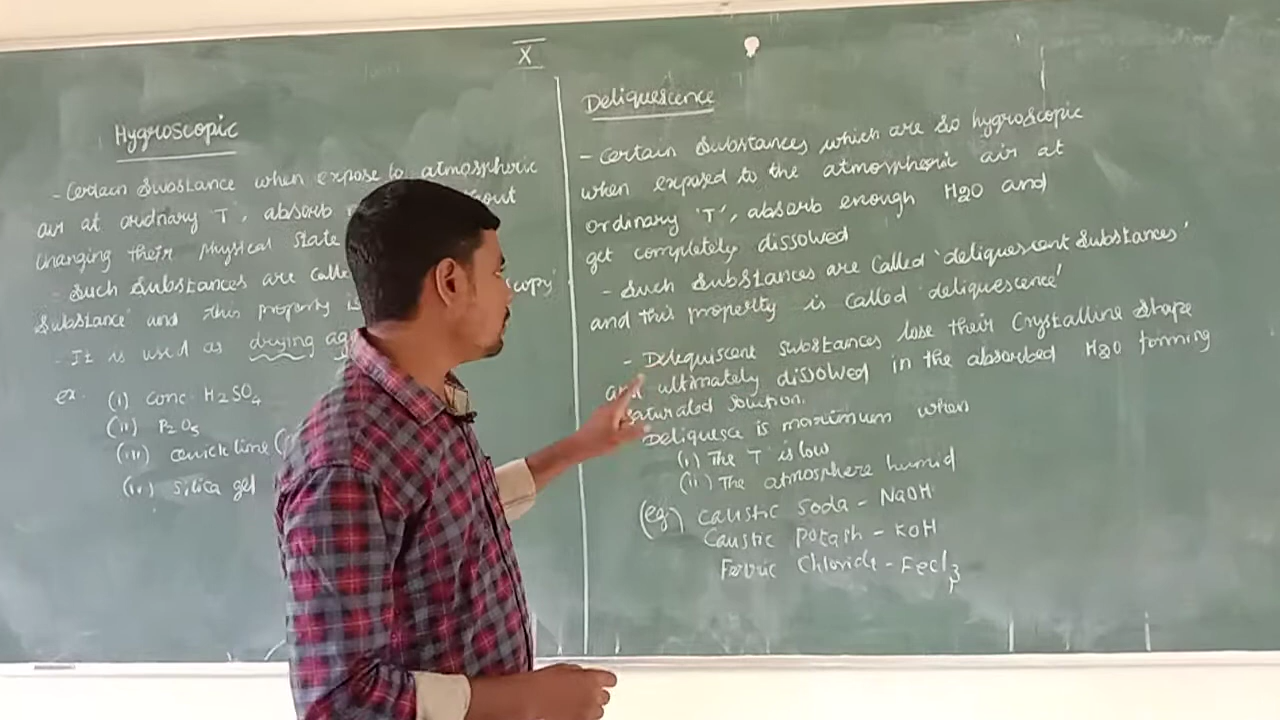 X
Hygroscopic
- Certain Substance when expose to atmospheric
air at ordinary 'T', absorb
changing their Physical State
- Such Substances are calle
Substance' and this property is
- It is used as drying ag
ex. (i) conc. H2SO4
(ii) P2O5
(iii) Quick lime (
(iv) Silica gel
Deliquescence
- Certain Substances which are so hygroscopic
when exposed to the atmospheric air at
ordinary 'T', absorb enough H2O and
get completely dissolved
- Such Substances are called 'deliquescent Substances'
and this property is called 'deliquescence'
- Deliquiscent substances lose their Crystalline Shape
and ultimately dissolved in the absorbed H2O forming
saturated solution.
Deliquesce is maximum when
(i) The T is low
(ii) The atmosphere humid
(eg) Caustic Soda - NaOH
Caustic Potash - KOH
Ferric Chloride - FeCl3